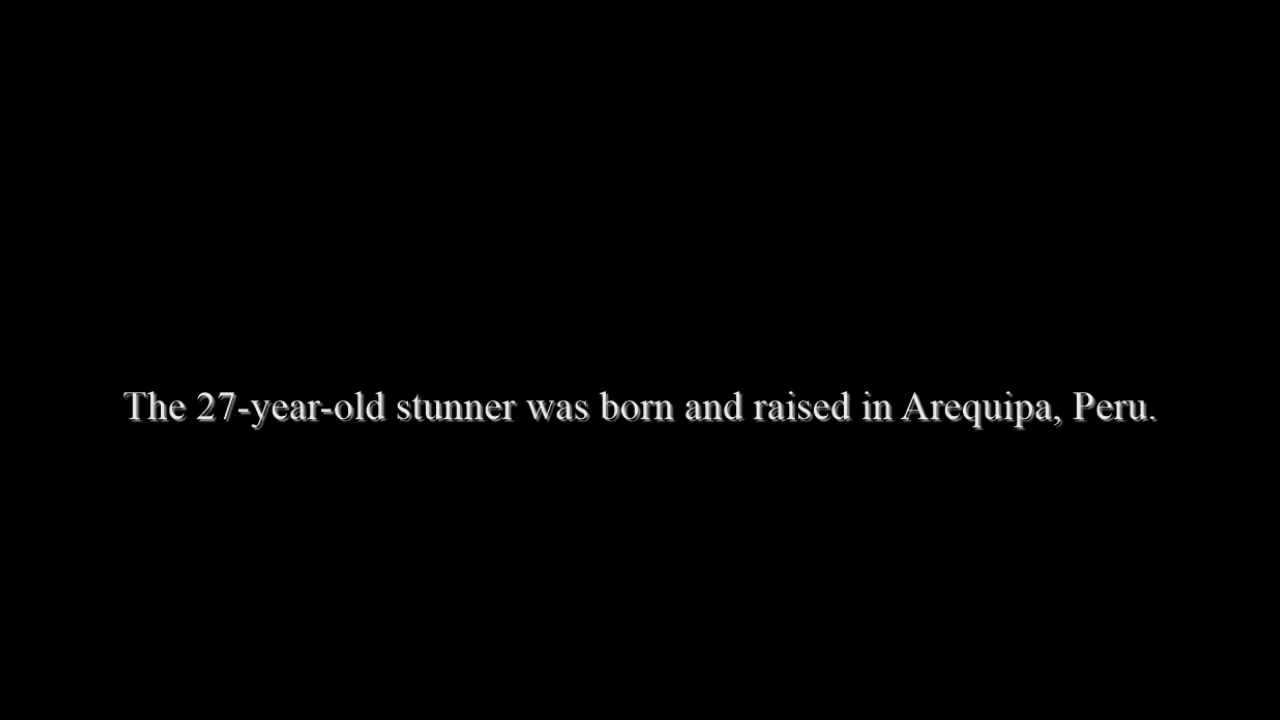 The 27-year-old stunner was born and raised in Arequipa, Peru.